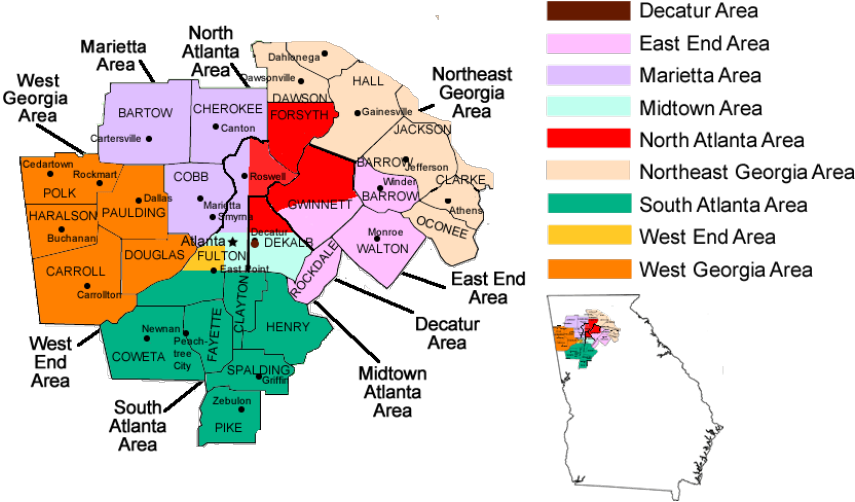 Marietta
Area
North
Atlanta
Area
West
Georgia
Area
Northeast
Georgia
Area
Dahlonega
Dawsonville
HALL
DAWSON
BARTOW
CHEROKEE
FORSYTH
Gainesville
Cartersville
Canton
JACKSON
Cedartown
Rockmart
POLK
COBB
Roswell
BARROW
Jefferson
Winder
CLARKE
HARALSON
Dallas
PAULDING
Marietta
Smyrna
GWINNETT
BARROW
Athens
OCONEE
Buchanan
Atlanta
Decatur
DEKALB
Monroe
WALTON
DOUGLAS
FULTON
CARROLL
East Point
ROCKDALE
Carrollton
East End
Area
CLAYTON
Newnan
Peach-
tree
City
FAYETTE
HENRY
Decatur
Area
West
End
Area
COWETA
SPALDING
Griffin
Midtown
Atlanta
Area
South
Atlanta
Area
Zebulon
PIKE
Decatur Area
East End Area
Marietta Area
Midtown Area
North Atlanta Area
Northeast Georgia Area
South Atlanta Area
West End Area
West Georgia Area